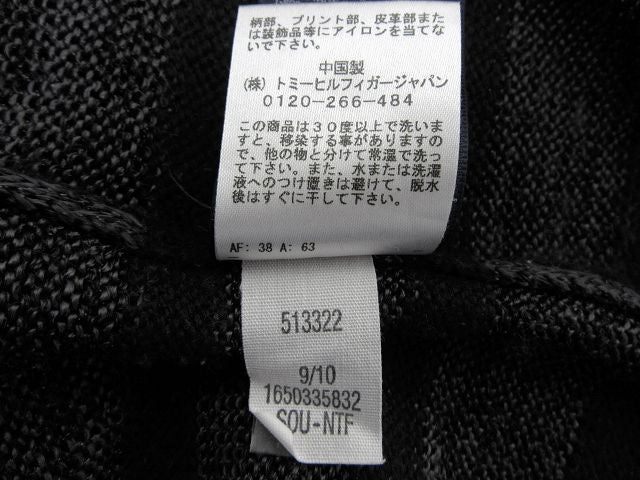 柄部、プリント部、皮革部また
は装飾品等にアイロンを当てな
いで下さい。
中国製
(株) トミーヒルフィガージャパン
0120-266-484
この商品は30度以上で洗いま
すと、移染する事がありますの
で、他の物と分けて常温で洗っ
て下さい。また、水または洗濯
液へのつけ置きは避けて、脱水
後はすぐに干して下さい。
AF: 38 A: 63
513322
9/10
1650335832
SOU-NTF